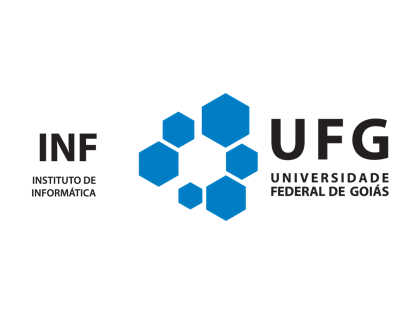 INF
INSTITUTO DE
INFORMÁTICA
UFG
UNIVERSIDADE
FEDERAL DE GOIÁS